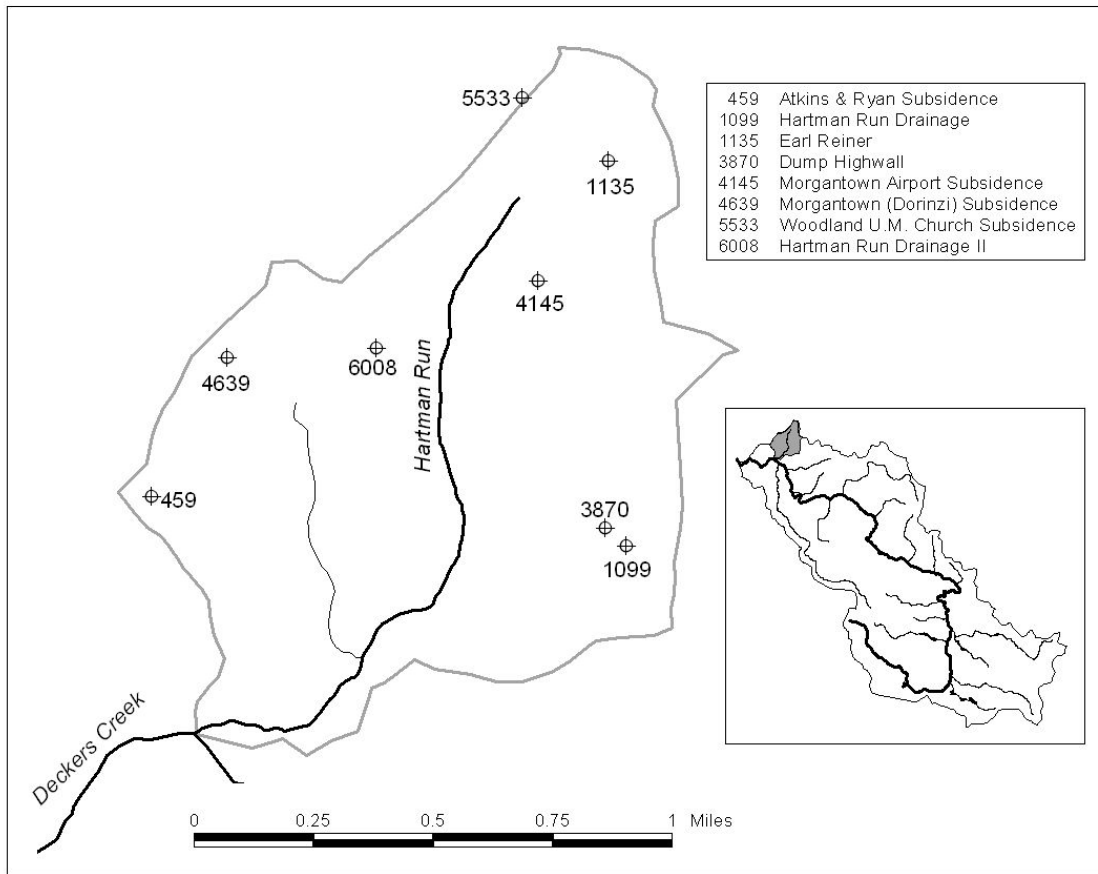 5533
1135
4145
6008
4639
459
3870
1099
Hartman Run
Deckers Creek
459 Atkins & Ryan Subsidence
1099 Hartman Run Drainage
1135 Earl Reiner
3870 Dump Highwall
4145 Morgantown Airport Subsidence
4639 Morgantown (Dorinzi) Subsidence
5533 Woodland U.M. Church Subsidence
6008 Hartman Run Drainage II
0 0.25 0.5 0.75 1 Miles